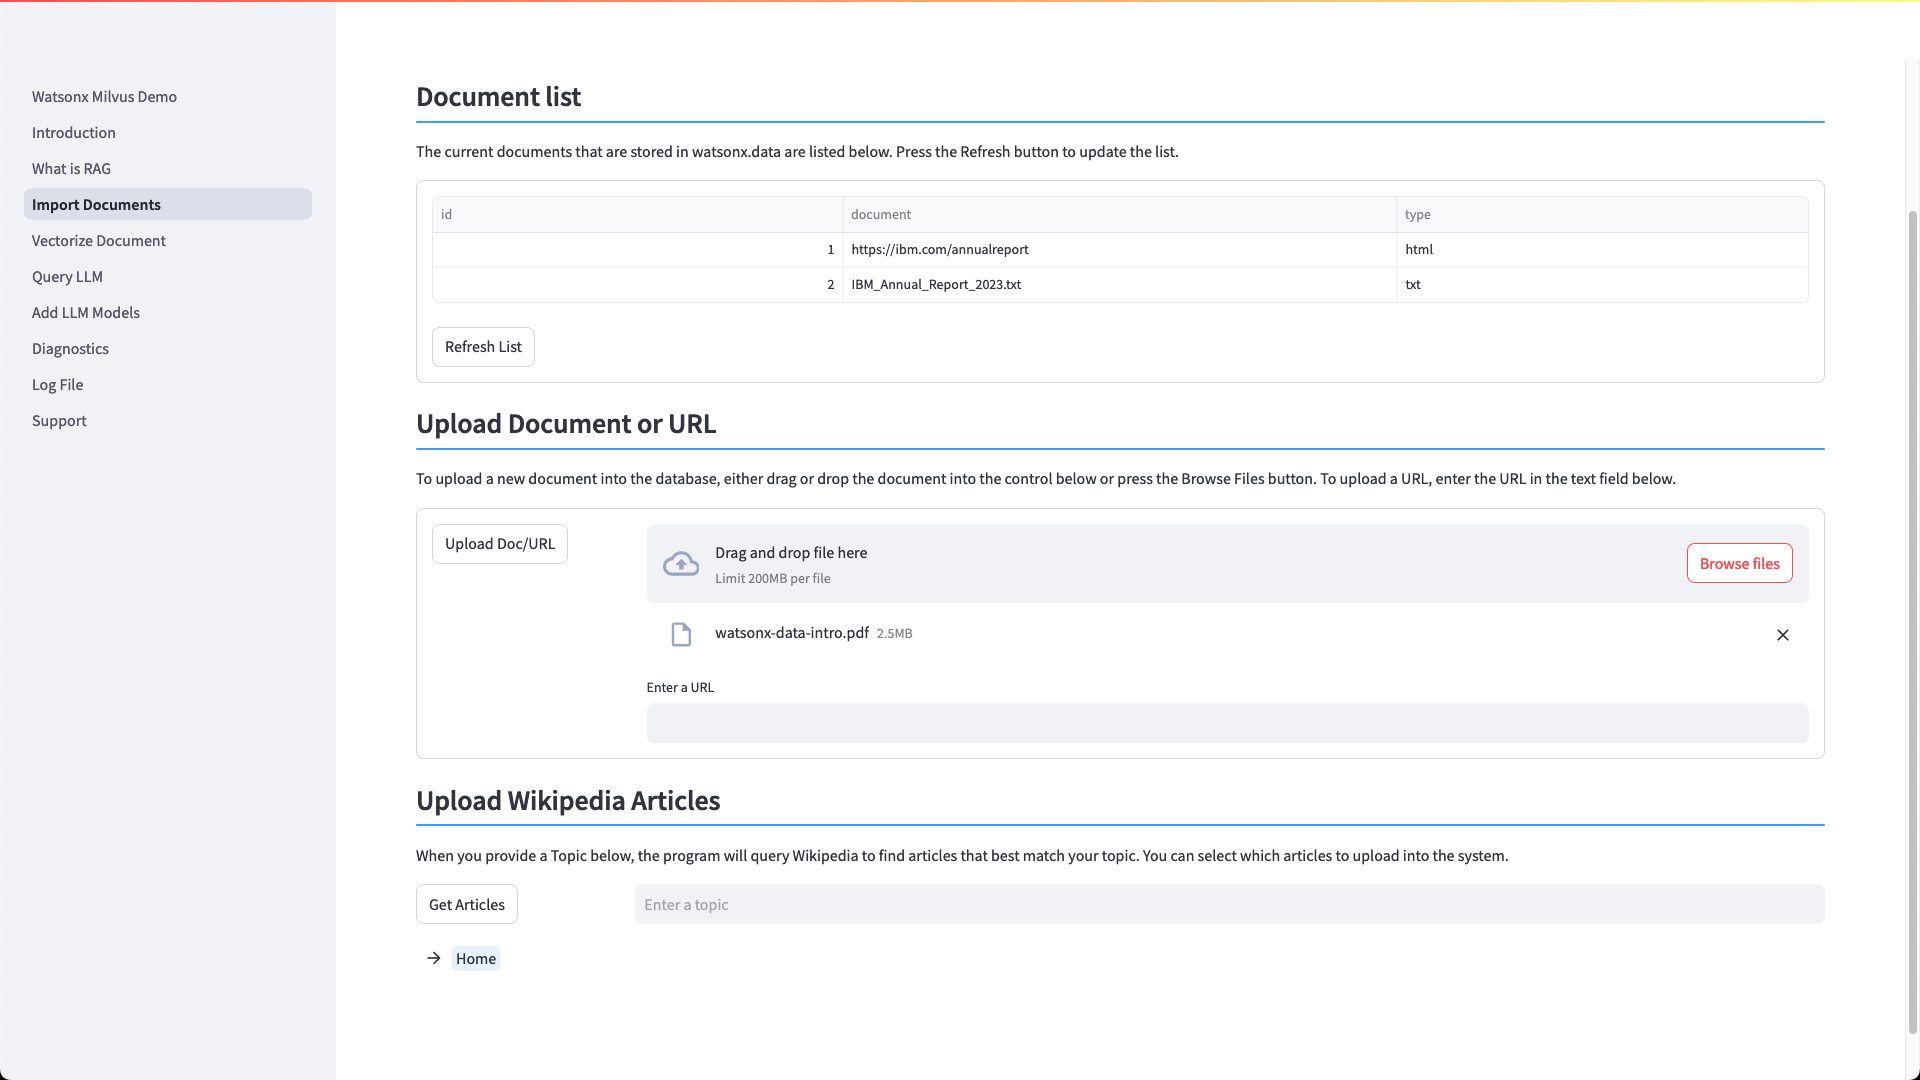 Watsonx Milvus Demo
Introduction
What is RAG
Import Documents
Vectorize Document
Query LLM
Add LLM Models
Diagnostics
Log File
Support
Document list
The current documents that are stored in watsonx.data are listed below. Press the Refresh button to update the list.
id document type
1 https://ibm.com/annualreport html
2 IBM_Annual_Report_2023.txt txt
Refresh List
Upload Document or URL
To upload a new document into the database, either drag or drop the document into the control below or press the Browse Files button. To upload a URL, enter the URL in the text field below.
Upload Doc/URL
Drag and drop file here
Limit 200MB per file
Browse files
watsonx-data-intro.pdf 2.5MB
Enter a URL
Upload Wikipedia Articles
When you provide a Topic below, the program will query Wikipedia to find articles that best match your topic. You can select which articles to upload into the system.
Get Articles
Enter a topic
Home